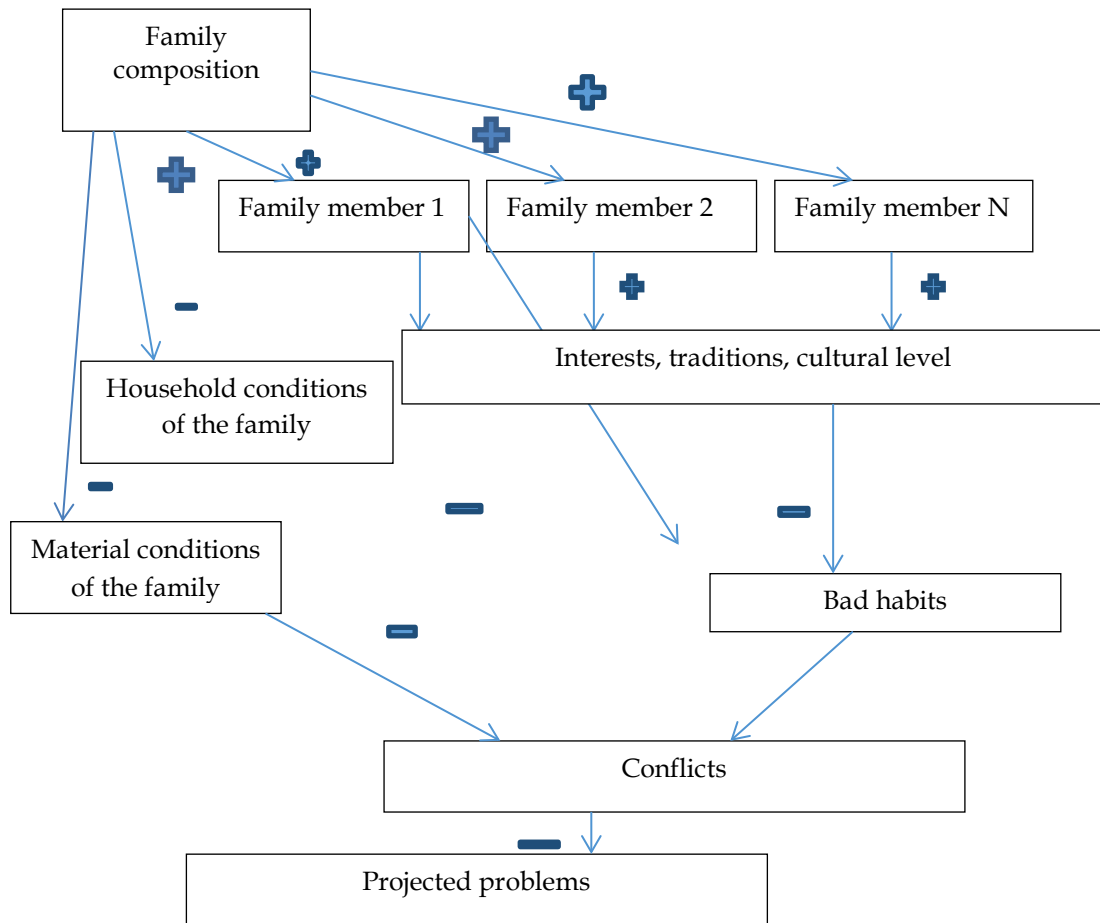 Family
composition
Family member 1
Family member 2
Family member N
Interests, traditions, cultural level
Household conditions
of the family
Material conditions
of the family
Bad habits
Conflicts
Projected problems